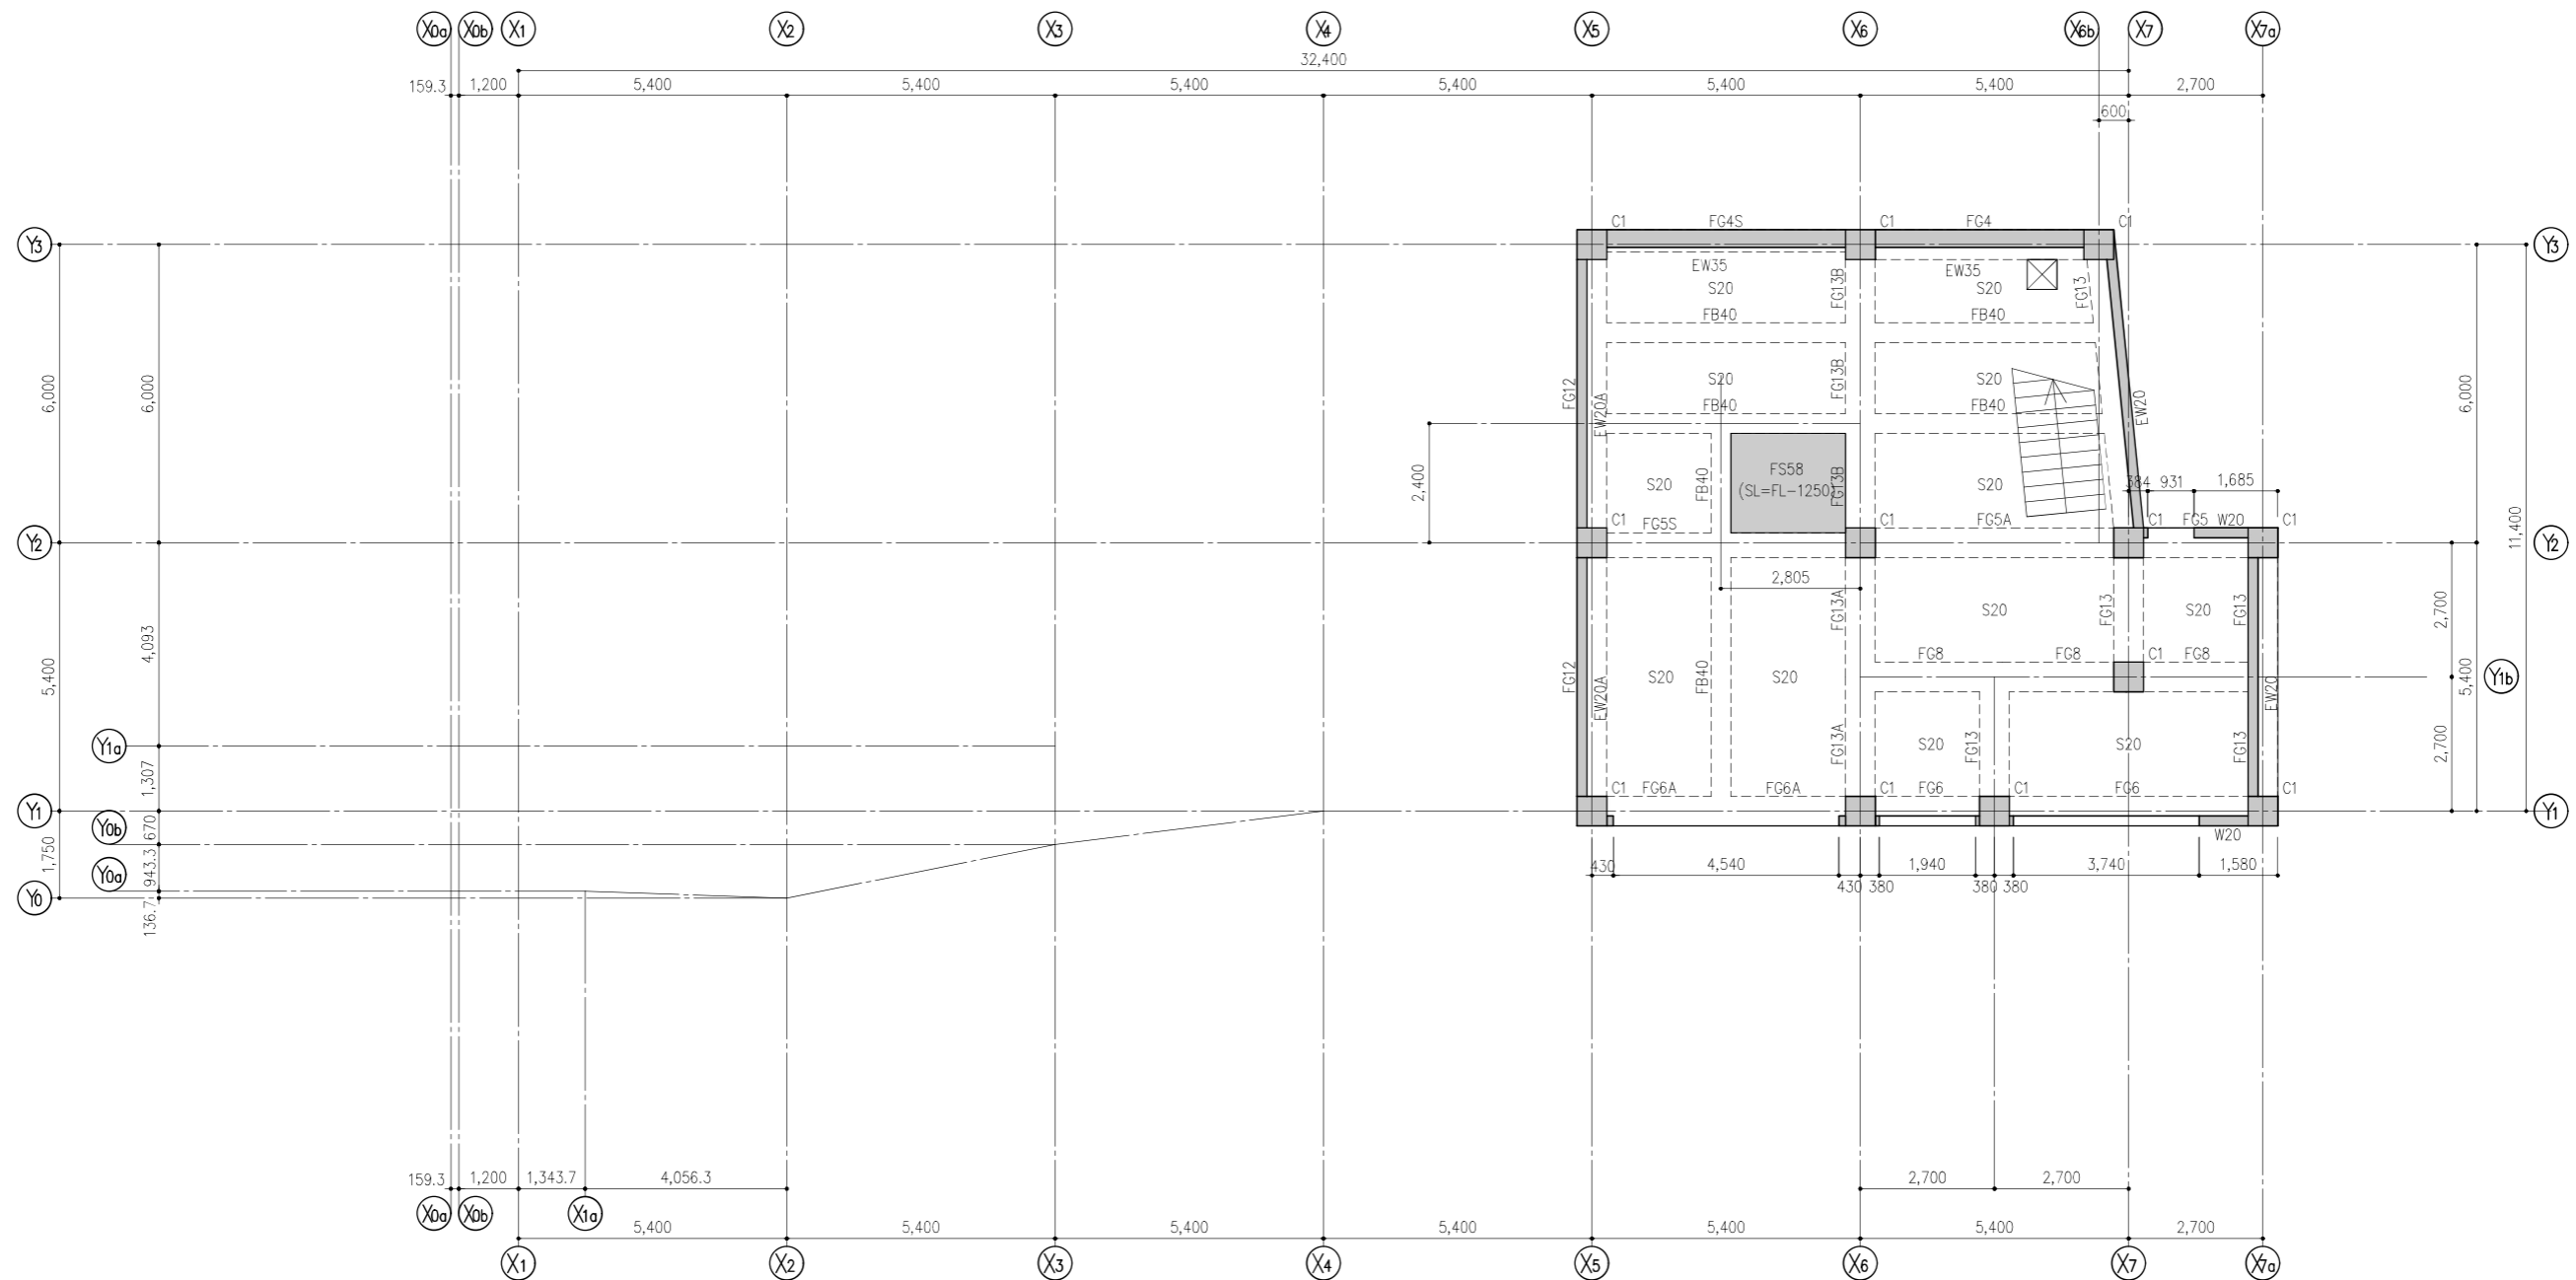 X0a X0b X1 X2 X3 X4 X5 X6 X6b X7 X7a
32,400
159.3 1,200 5,400 5,400 5,400 5,400 5,400 5,400 2,700
600
C1 FG4S C1 FG4 C1
Y3 Y3
EW35 EW35
S20 FG13B S20 FG13
FB40 FB40
6,000 6,000 6,000
S20 FG13B S20
FG12 EW20A FB40 FB40 EW20
2,400
FS58
(SL=FL-1250)
S20 FB40 FG13B S20
384 931 1,685
C1 FG5S C1 FG5A C1 FG5 W20 C1
11,400
Y2 Y2
2,805
FG13A S20 FG13 S20 FG13
2,700
4,093
5,400 5,400
FG8 FG8 C1 FG8
FG12 EW20A S20 FB40 S20 EW20
Y1b
Y1a
FG13A S20 FG13 S20 FG13
2,700
1,307
C1 FG6A FG6A C1 FG6 C1 FG6 C1
Y1 Y1
Y0b
670
W20
1,750
943.3
430 4,540 430 380 1,940 380 380 3,740 1,580
Y0a
Y0
136.7
159.3 1,200 1,343.7 4,056.3 2,700 2,700
X0a X0b X1a
5,400 5,400 5,400 5,400 5,400 5,400 2,700
X1 X2 X3 X4 X5 X6 X7 X7a